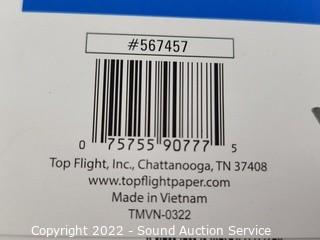 #567457
0 75755 90777 5
Top Flight, Inc., Chattanooga, TN 37408
www.topflightpaper.com
Made in Vietnam
TMVN-0322
Copyright 2022 - Sound Auction Service